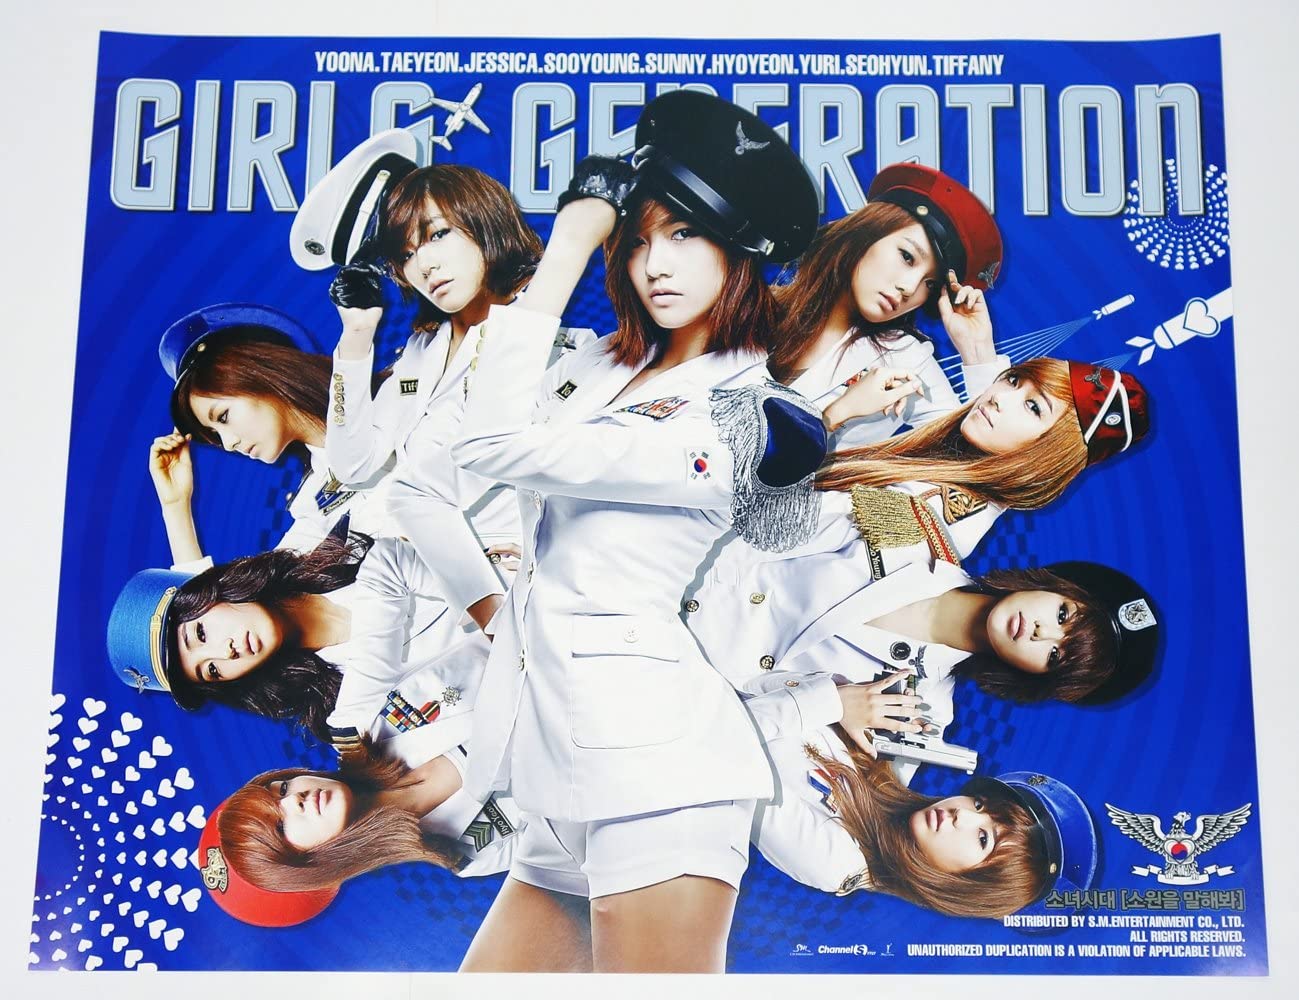 YOONA.TAEYEON.JESSICA.SOOYOUNG.SUNNY.HYOYEON.YURI.SEOHYUN.TIFFANY
GIRLS GENERATION
소녀시대 [소원을 말해봐]
DISTRIBUTED BY S.M.ENTERTAINMENT CO., LTD.
ALL RIGHTS RESERVED.
UNAUTHORIZED DUPLICATION IS A VIOLATION OF APPLICABLE LAWS.